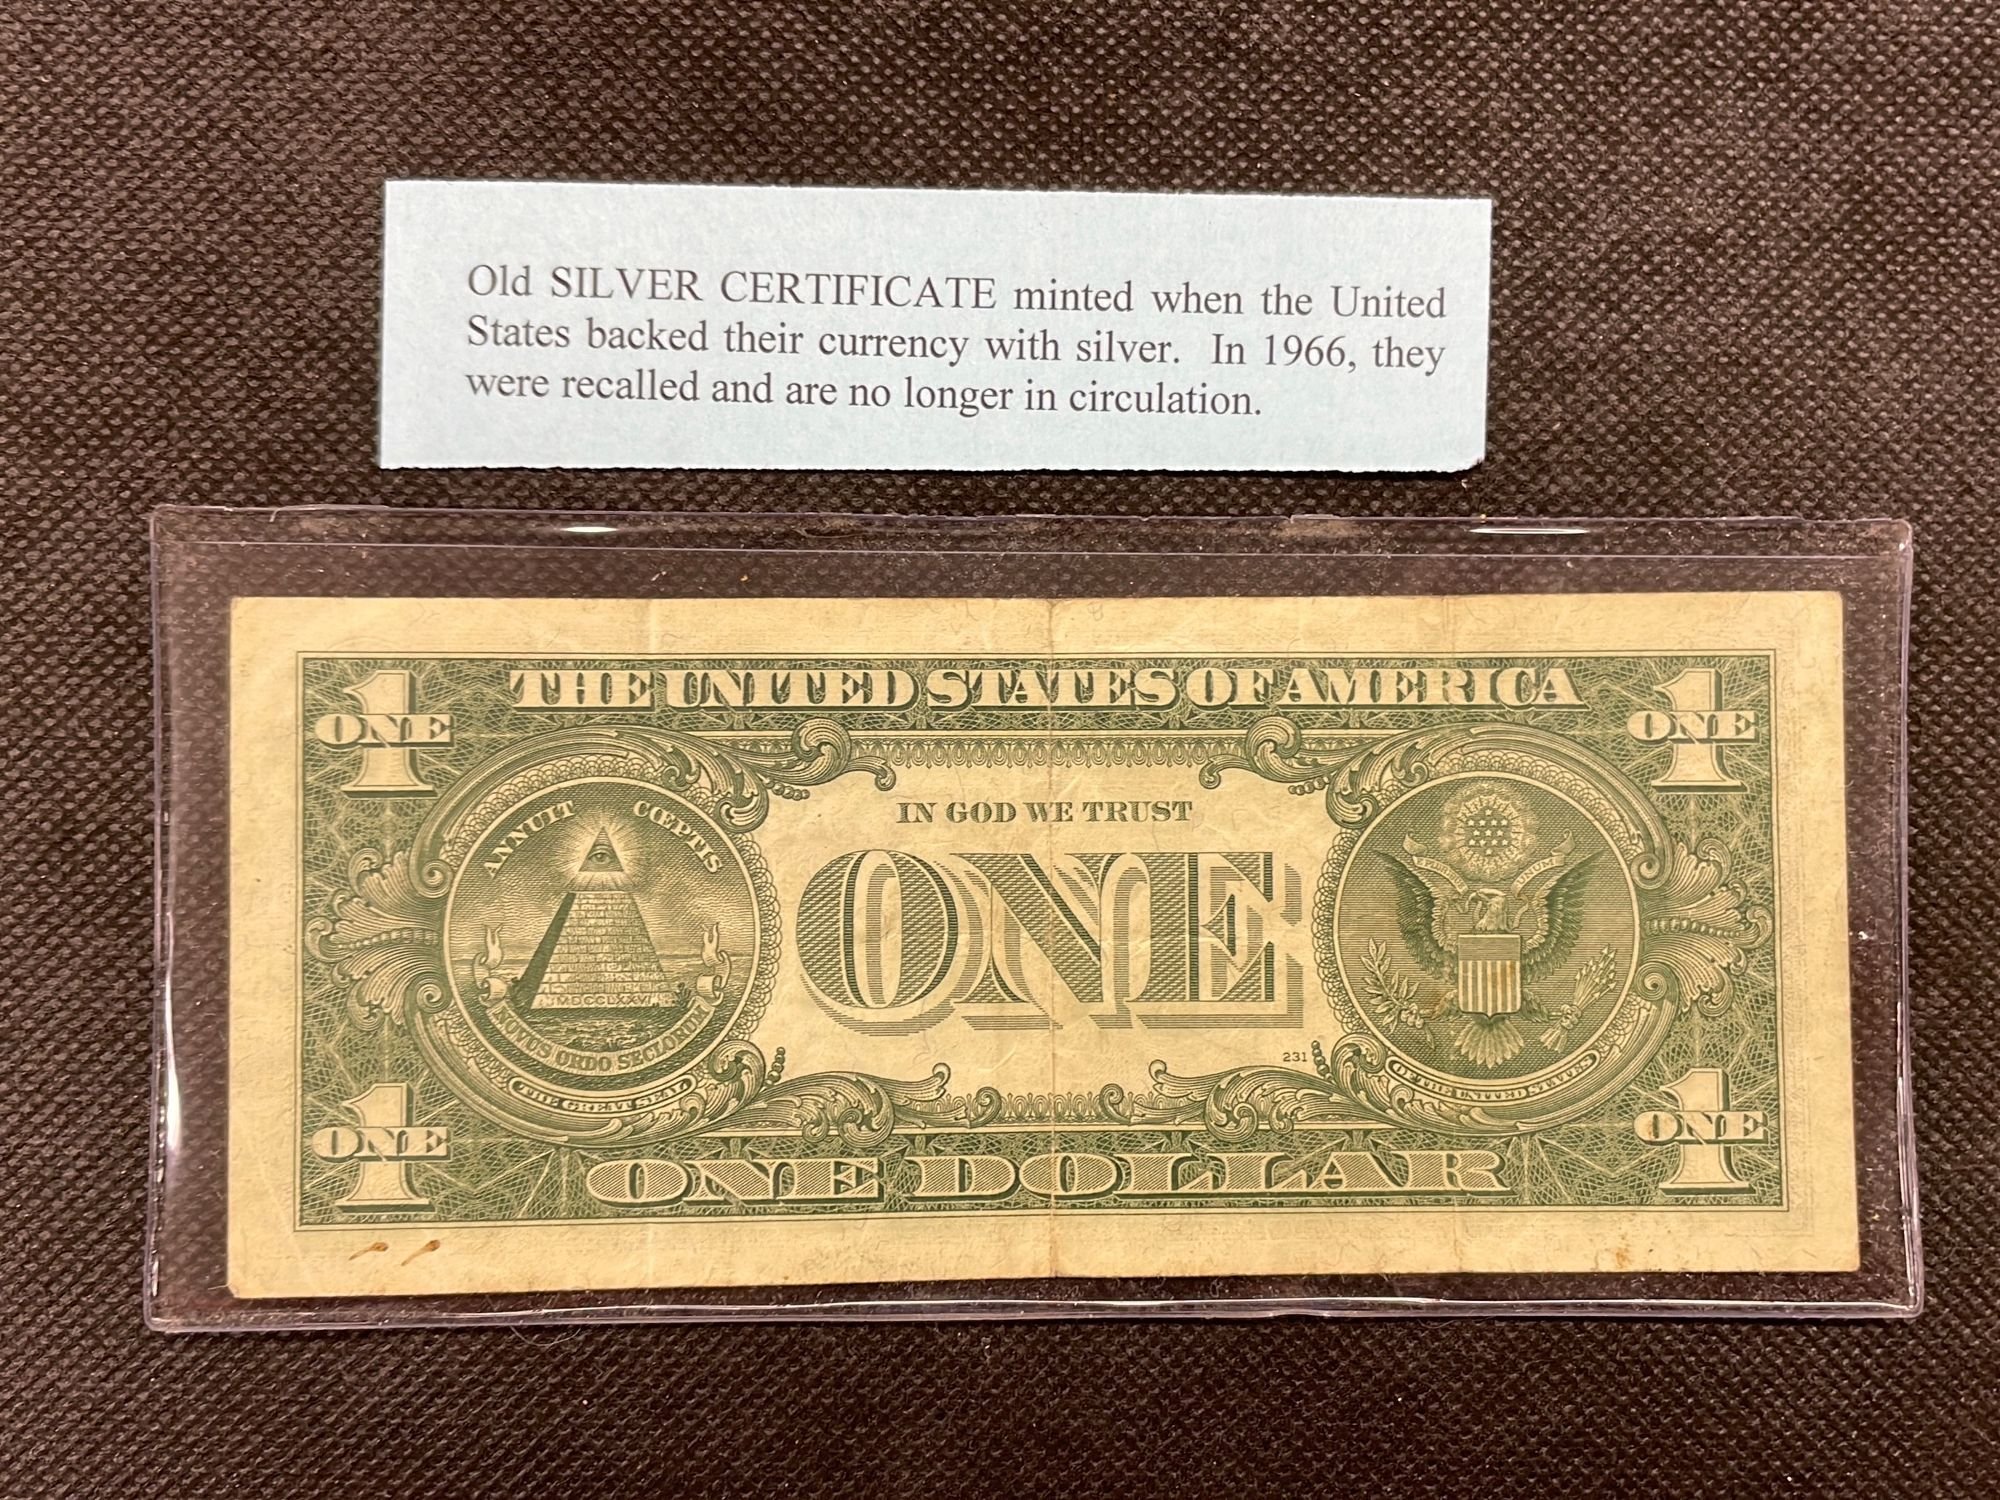 Old SILVER CERTIFICATE minted when the United
States backed their currency with silver. In 1966, they
were recalled and are no longer in circulation.
THE UNITED STATES OF AMERICA
1
ONE
1
ONE
ANNUIT CŒPTIS
IN GOD WE TRUST
ONE
E PLURIBUS UNUM
MDCCLXXVI
NOVUS ORDO SECLORUM
THE GREAT SEAL
231
OF THE UNITED STATES
1
ONE
1
ONE
ONE DOLLAR